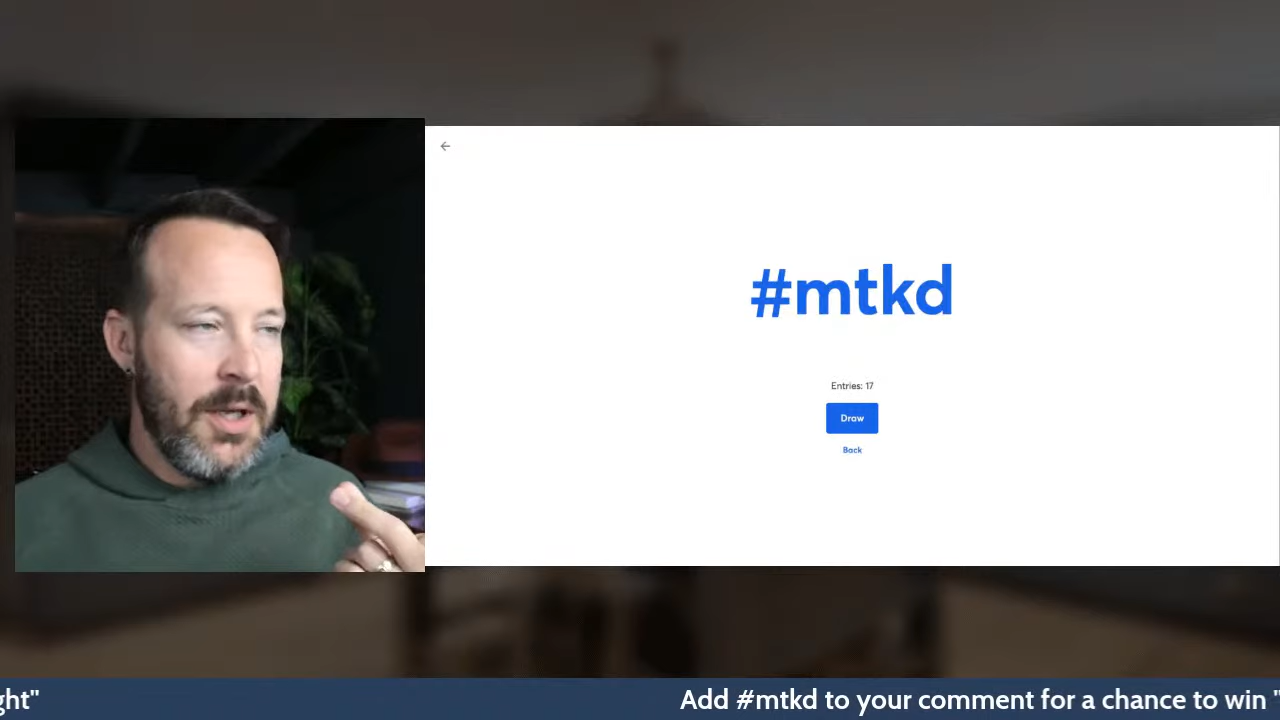 #mtkd
Entries: 17
Draw
Back
ght" Add #mtkd to your comment for a chance to win "